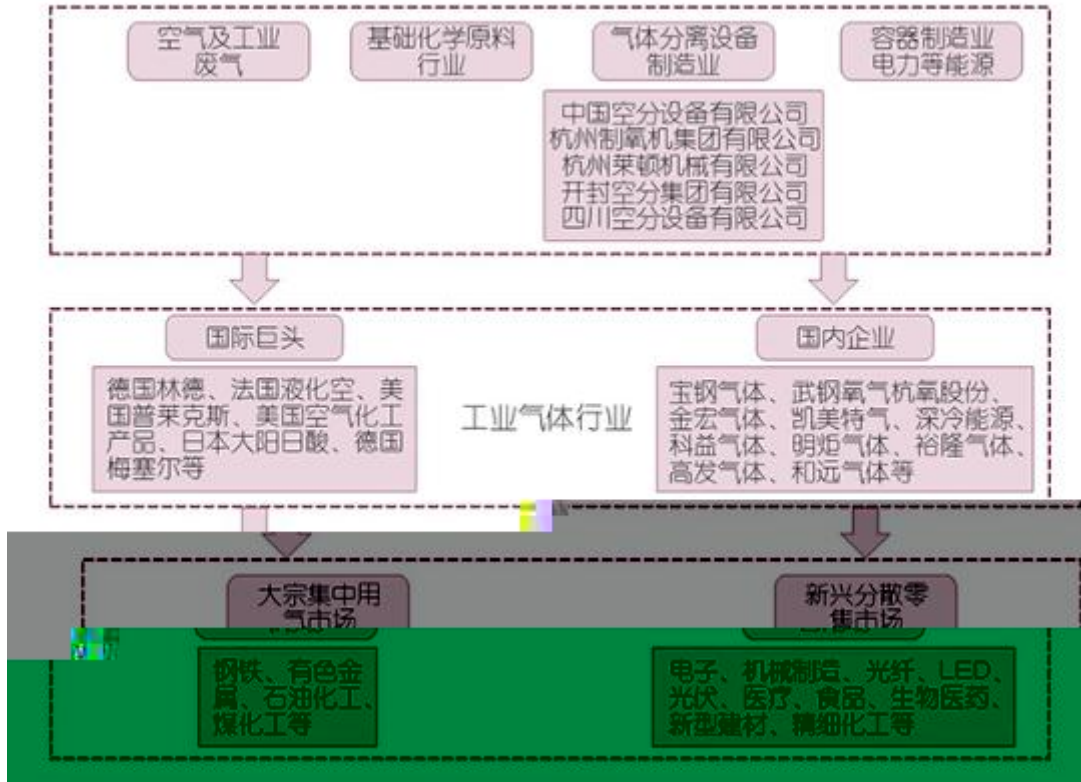 空气及工业
废气
基础化学原料
行业
气体分离设备
制造业
容器制造业
电力等能源
中国空分设备有限公司
杭州制氧机集团有限公司
杭州莱顿机械有限公司
开封空分集团有限公司
四川空分设备有限公司
国际巨头
德国林德、法国液化空、美
国普莱克斯、美国空气化工
产品、日本大阳日酸、德国
梅塞尔等
工业气体行业
国内企业
宝钢气体、武钢氧气杭氧股份、
金宏气体、凯美特气、深冷能源、
科益气体、明炬气体、裕隆气体、
高发气体、和远气体等
大宗集中用
气市场
钢铁、有色金
属、石油化工、
煤化工等
新兴分散零
售市场
电子、机械制造、光纤、LED、
光伏、医疗、食品、生物医药、
新型建材、精细化工等